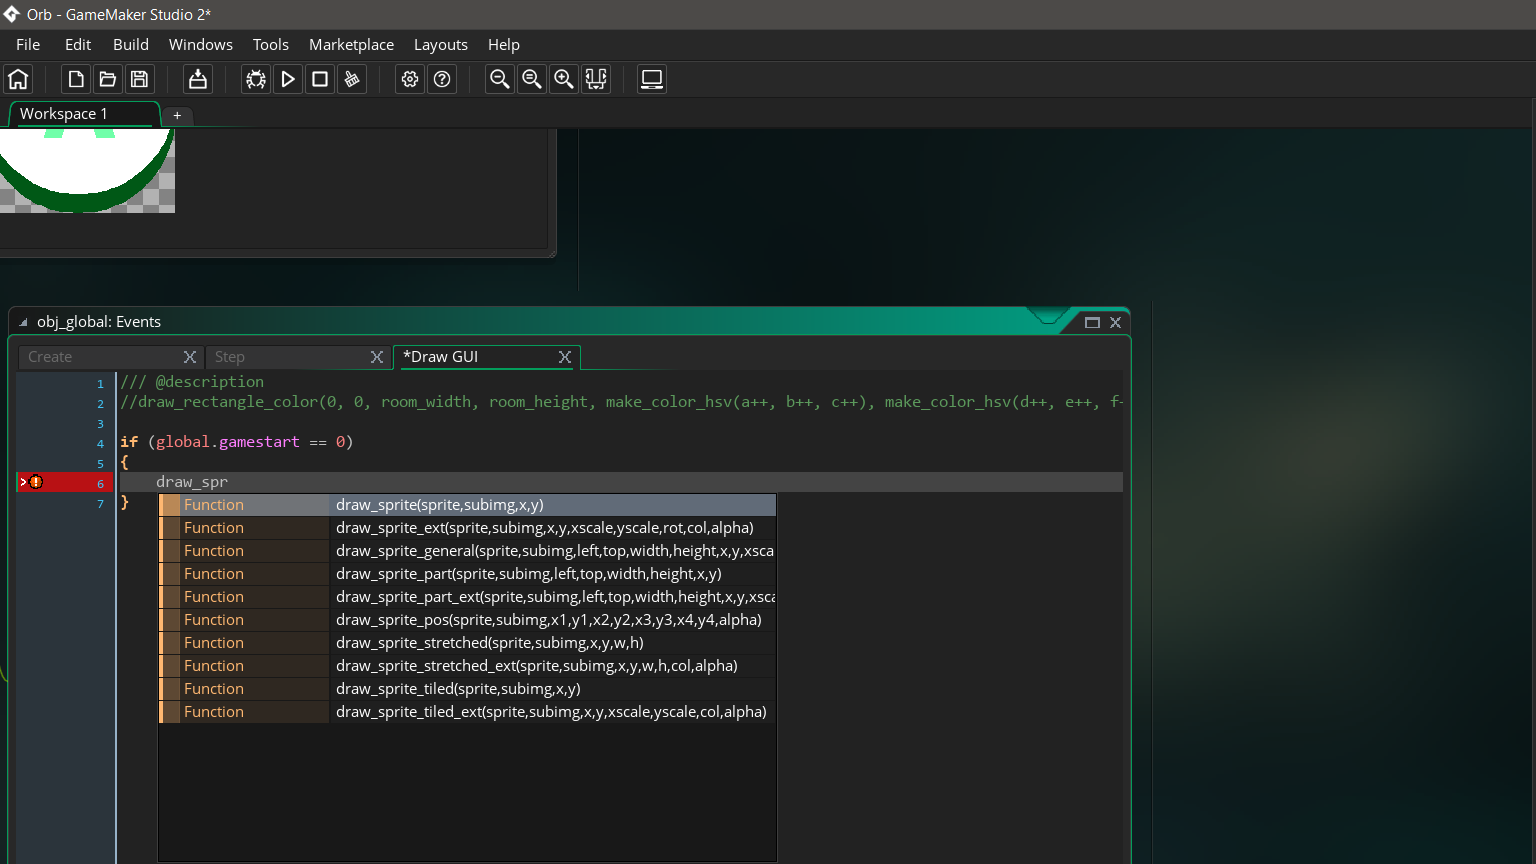 Orb - GameMaker Studio 2*
File Edit Build Windows Tools Marketplace Layouts Help
Workspace 1 +
obj_global: Events
Create Step *Draw GUI
1 /// @description
2 //draw_rectangle_color(0, 0, room_width, room_height, make_color_hsv(a++, b++, c++), make_color_hsv(d++, e++, f+
3
4 if (global.gamestart == 0)
5 {
6 draw_spr
7 }
Function draw_sprite(sprite,subimg,x,y)
Function draw_sprite_ext(sprite,subimg,x,y,xscale,yscale,rot,col,alpha)
Function draw_sprite_general(sprite,subimg,left,top,width,height,x,y,xsca
Function draw_sprite_part(sprite,subimg,left,top,width,height,x,y)
Function draw_sprite_part_ext(sprite,subimg,left,top,width,height,x,y,xsca
Function draw_sprite_pos(sprite,subimg,x1,y1,x2,y2,x3,y3,x4,y4,alpha)
Function draw_sprite_stretched(sprite,subimg,x,y,w,h)
Function draw_sprite_stretched_ext(sprite,subimg,x,y,w,h,col,alpha)
Function draw_sprite_tiled(sprite,subimg,x,y)
Function draw_sprite_tiled_ext(sprite,subimg,x,y,xscale,yscale,col,alpha)